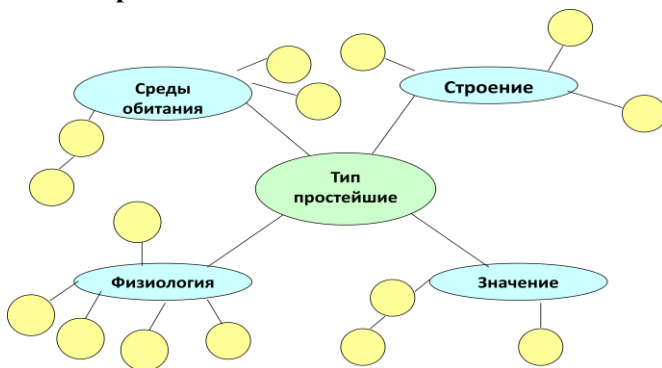 Среды
обитания
Строение
Тип
простейшие
Физиология
Значение